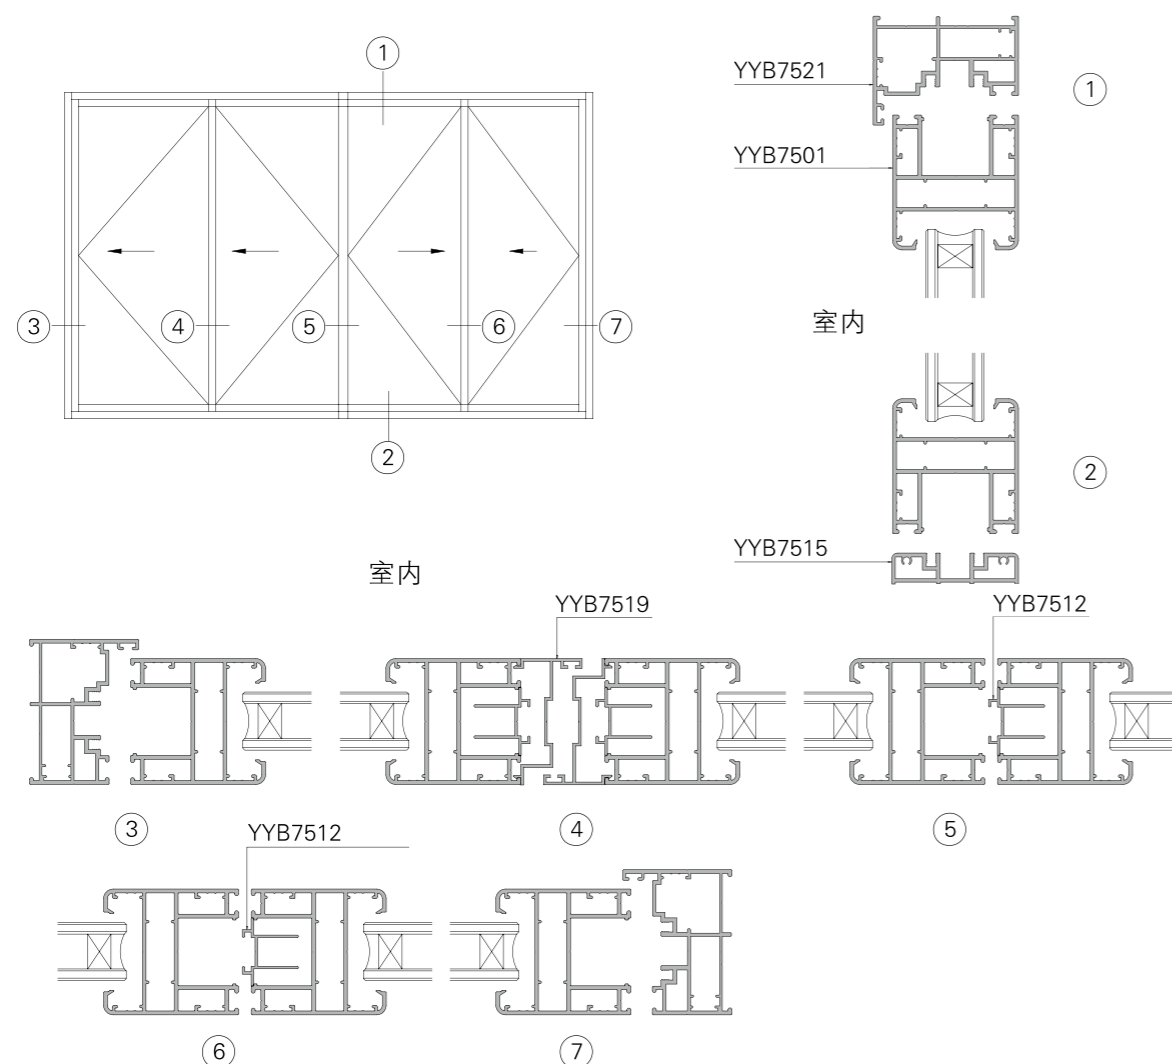 ①
YYB7521
①
YYB7501
③
④
⑤
⑥
⑦
室内
②
②
YYB7515
室内
YYB7519
YYB7512
③
④
⑤
YYB7512
⑥
⑦